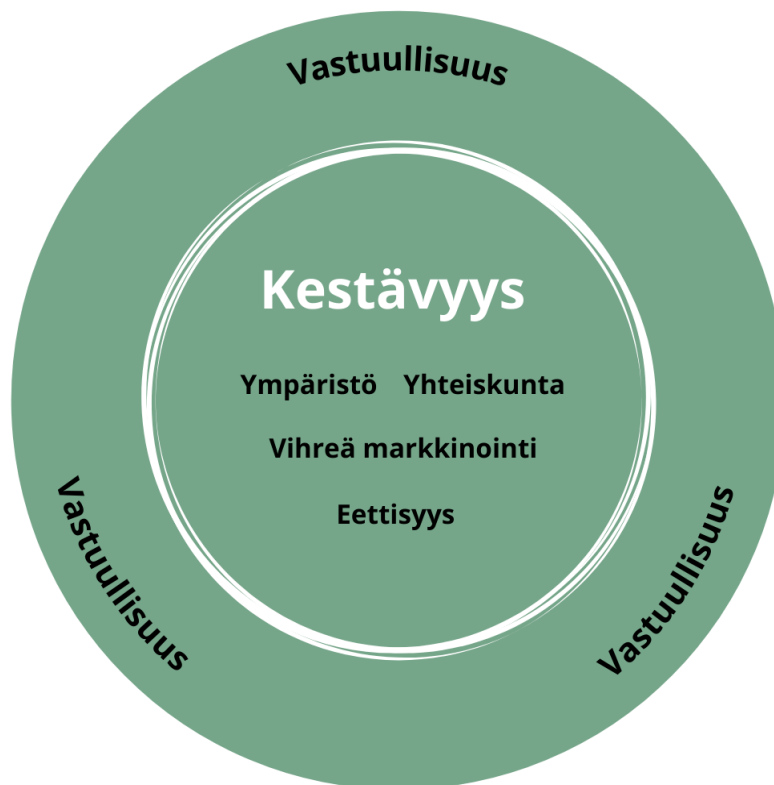 Vastuullisuus
Kestävyys
Ympäristö Yhteiskunta
Vihreä markkinointi
Eettisyys
Vastuullisuus
Vastuullisuus